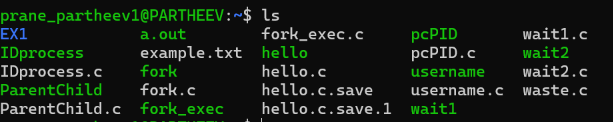 prane_partheev1@PARTHEEV:~$ ls
EX1 a.out fork_exec.c pcPID wait1.c
IDprocess example.txt hello pcPID.c wait2
IDprocess.c fork hello.c username wait2.c
ParentChild fork.c hello.c.save username.c waste.c
ParentChild.c fork_exec hello.c.save.1 wait1